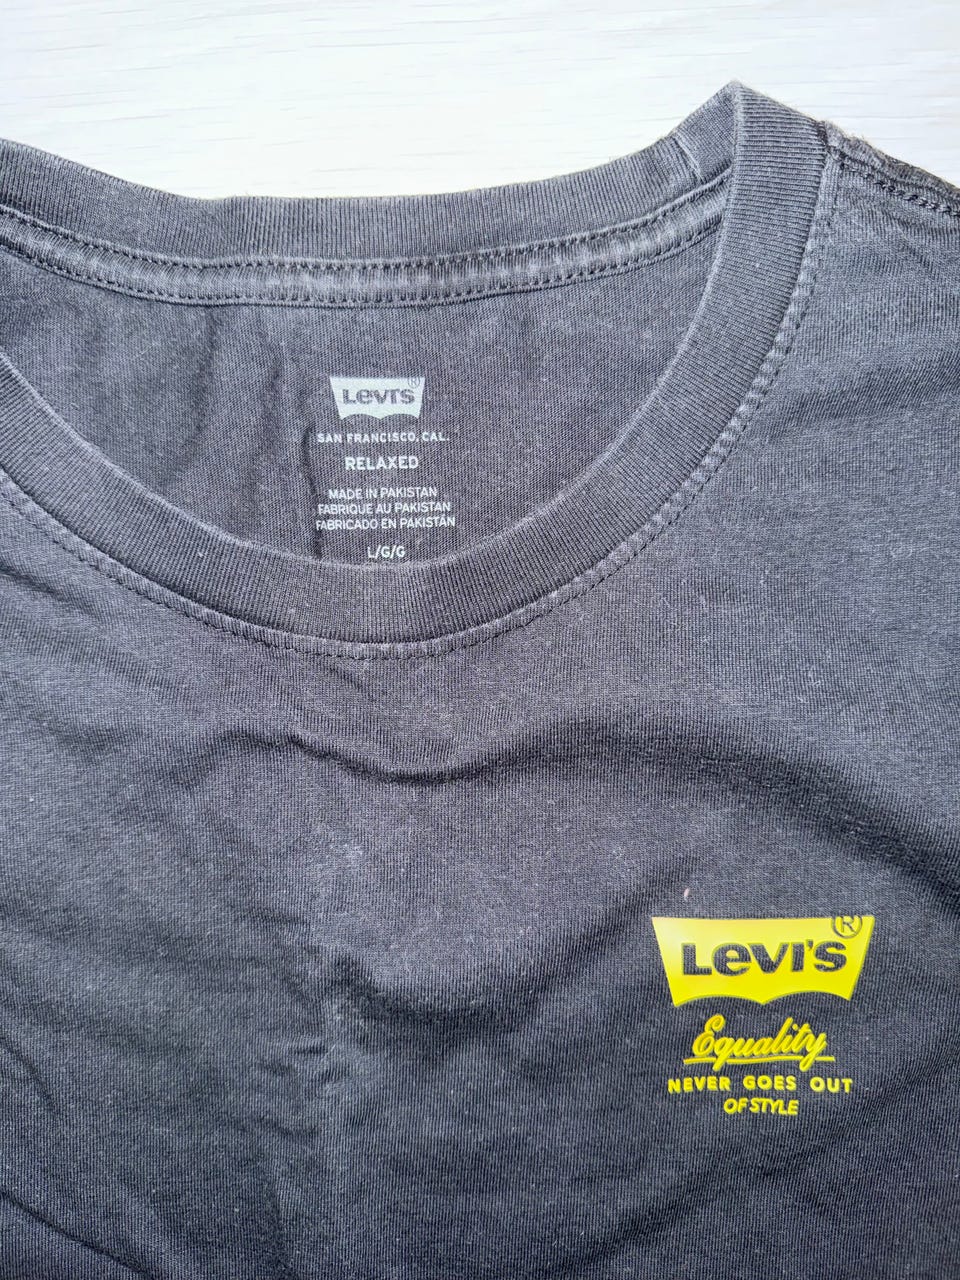 Levi's®
SAN FRANCISCO, CAL.
RELAXED
MADE IN PAKISTAN
FABRIQUE AU PAKISTAN
FABRICADO EN PAKISTÁN
L/G/G
Levi's®
Equality
NEVER GOES OUT
OF STYLE